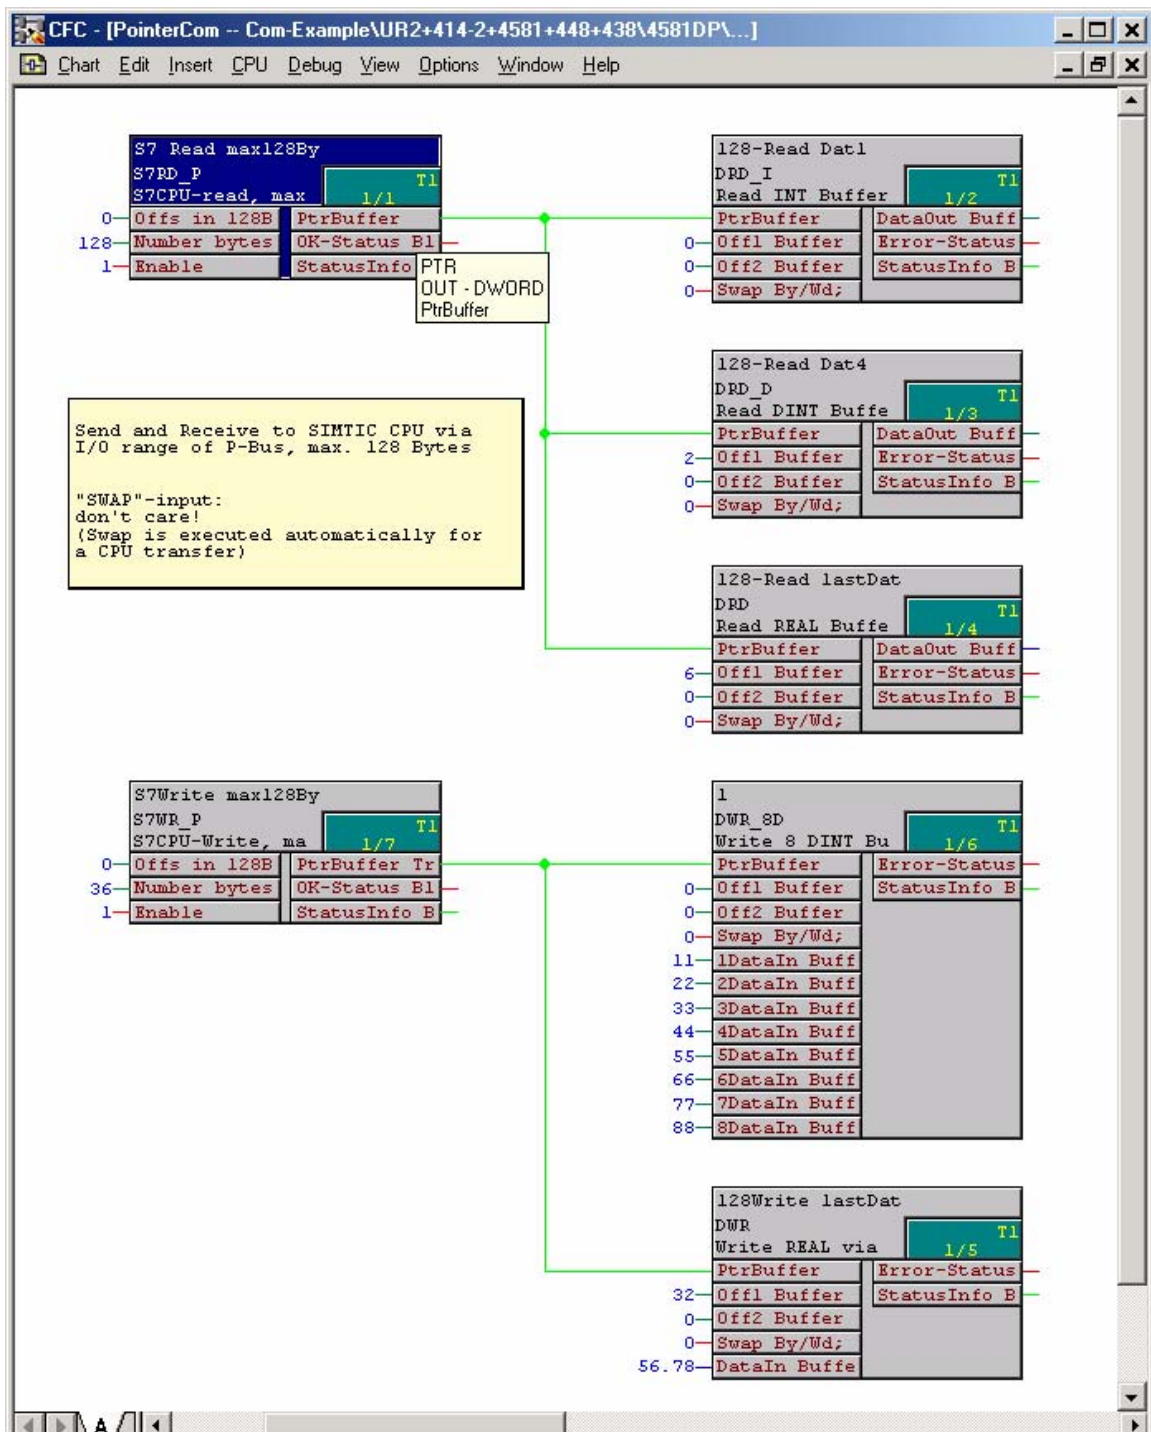 CFC - [PointerCom -- Com-Example\UR2+414-2+4581+448+438\4581DP\...]
Chart Edit Insert CPU Debug View Options Window Help
S7 Read max128By
S7RD_P
T1
S7CPU-read, max
1/1
0 Offs in 128B PtrBuffer
128 Number bytes OK-Status Bl
1 Enable StatusInfo
PTR
OUT - DWORD
PtrBuffer
128-Read Dat1
DRD_I
T1
Read INT Buffer
1/2
PtrBuffer DataOut Buff
0 Off1 Buffer Error-Status
0 Off2 Buffer StatusInfo B
0 Swap By/Wd;
128-Read Dat4
DRD_D
T1
Read DINT Buffe
1/3
PtrBuffer DataOut Buff
2 Off1 Buffer Error-Status
0 Off2 Buffer StatusInfo B
0 Swap By/Wd;
Send and Receive to SIMTIC CPU via
I/O range of P-Bus, max. 128 Bytes
"SWAP"-input:
don't care!
(Swap is executed automatically for
a CPU transfer)
128-Read lastDat
DRD
T1
Read REAL Buffe
1/4
PtrBuffer DataOut Buff
6 Off1 Buffer Error-Status
0 Off2 Buffer StatusInfo B
0 Swap By/Wd;
S7Write max128By
S7WR_P
T1
S7CPU-Write, ma
1/7
0 Offs in 128B PtrBuffer Tr
36 Number bytes OK-Status Bl
1 Enable StatusInfo B
1
DWR_8D
T1
Write 8 DINT Bu
1/6
PtrBuffer Error-Status
0 Off1 Buffer StatusInfo B
0 Off2 Buffer
0 Swap By/Wd;
11 1DataIn Buff
22 2DataIn Buff
33 3DataIn Buff
44 4DataIn Buff
55 5DataIn Buff
66 6DataIn Buff
77 7DataIn Buff
88 8DataIn Buff
128Write lastDat
DWR
T1
Write REAL via
1/5
PtrBuffer Error-Status
32 Off1 Buffer StatusInfo B
0 Off2 Buffer
0 Swap By/Wd;
56.78 DataIn Buffe
A